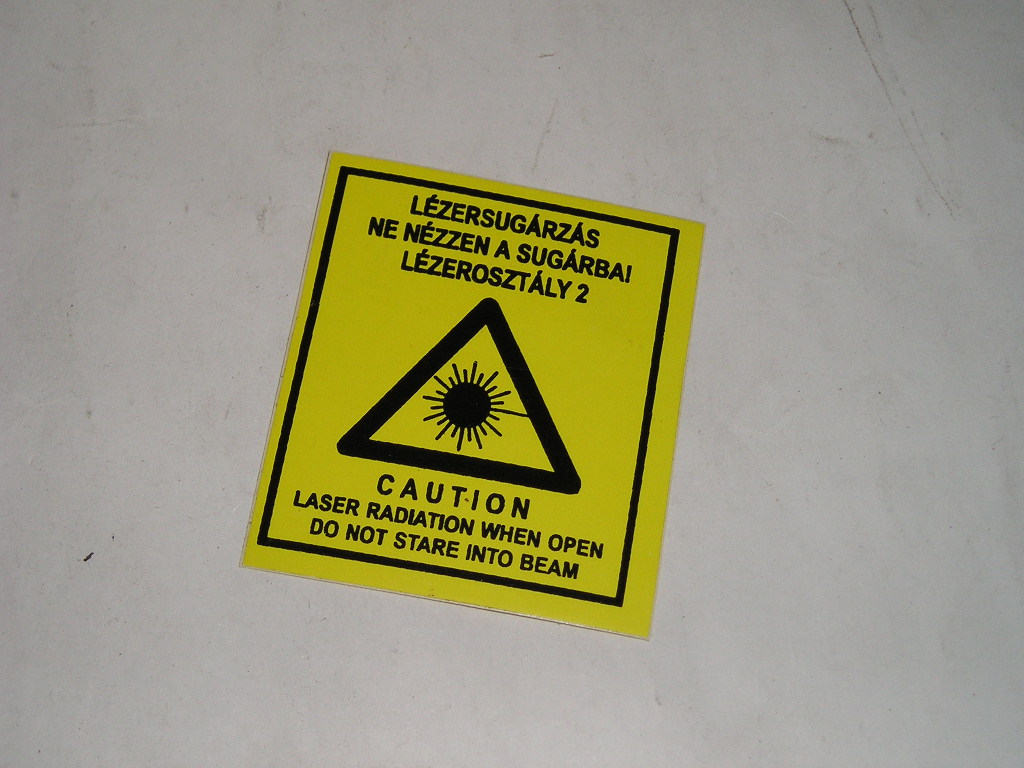 LÉZERSUGÁRZÁS
NE NÉZZEN A SUGÁRBA!
LÉZEROSZTÁLY 2
CAUTION
LASER RADIATION WHEN OPEN
DO NOT STARE INTO BEAM